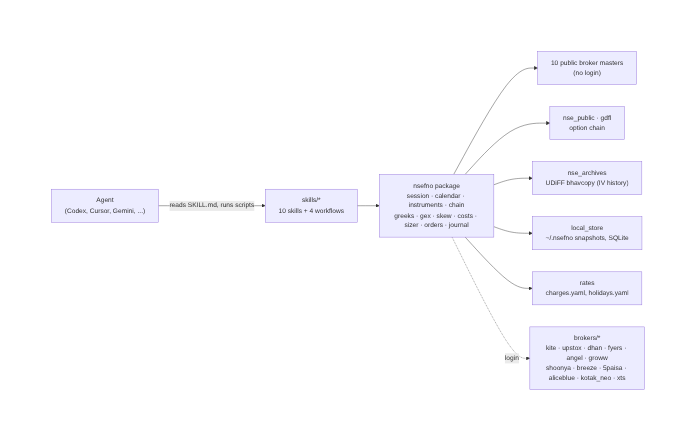 Agent
(Codex, Cursor, Gemini, ...)
reads SKILL.md, runs scripts
skills/*
10 skills + 4 workflows
nsefno package
session · calendar ·
instruments · chain
greeks · gex · skew · costs ·
sizer · orders · journal
10 public broker masters
(no login)
nse_public · gdfl
option chain
nse_archives
UDiFF bhavcopy (IV history)
local_store
~/.nsefno snapshots, SQLite
rates
charges.yaml, holidays.yaml
login
brokers/*
kite · upstox · dhan · fyers ·
angel · groww
shoonya · breeze · 5paisa ·
aliceblue · kotak_neo · xts